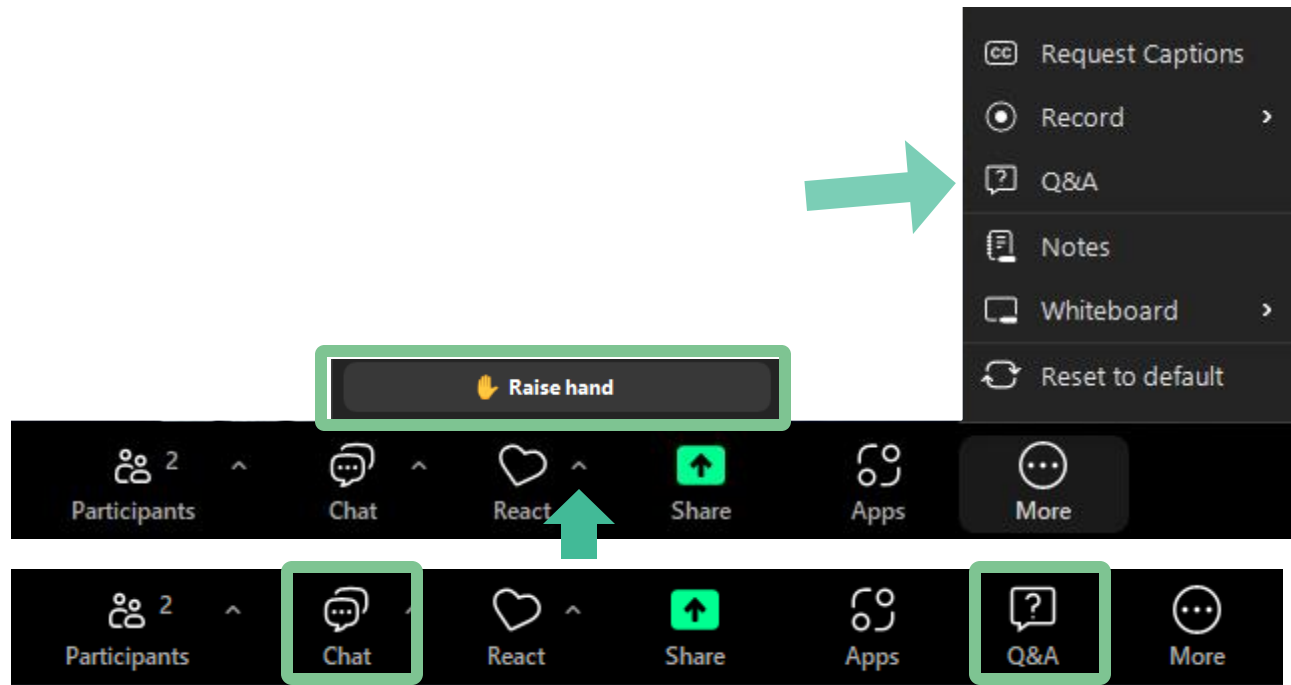 CC Request Captions
Record
Q&A
Notes
Whiteboard
Reset to default
✋ Raise hand
2
Participants Chat React Share Apps More
2
Participants Chat React Share Apps Q&A More